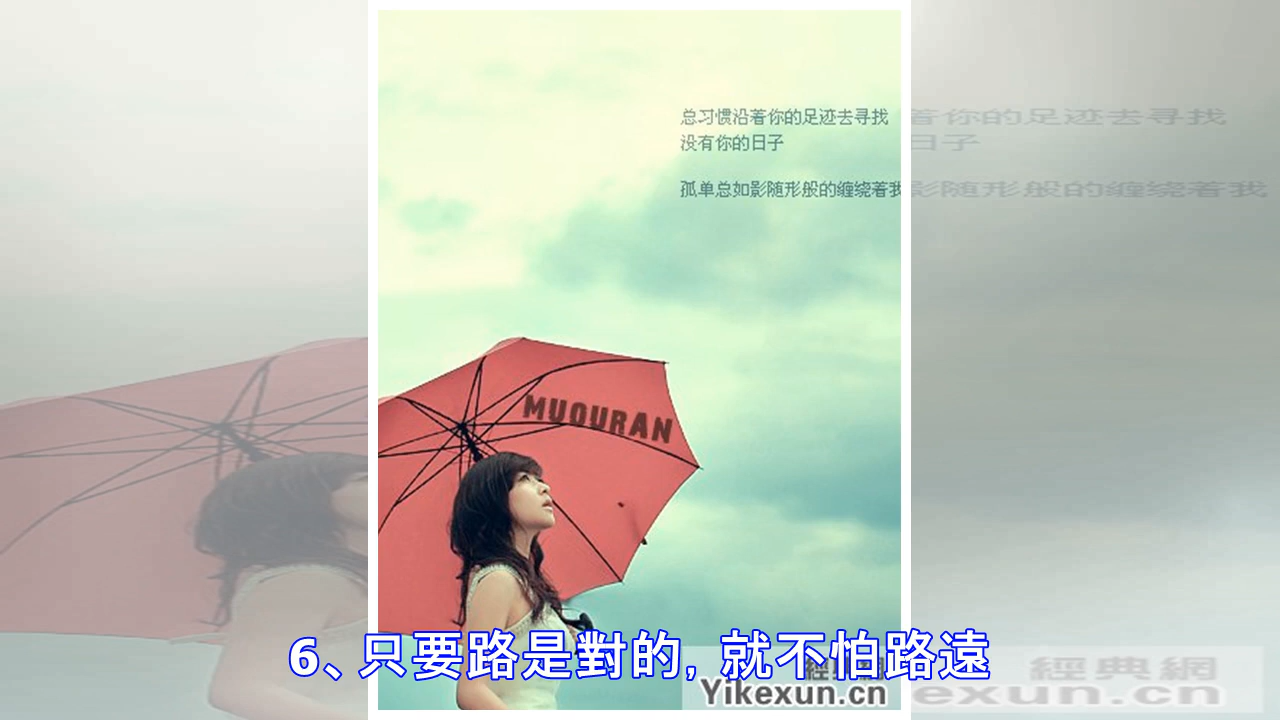 总习惯沿着你的足迹去寻找
没有你的日子
孤单总如影随形般的缠绕着我
MUOURAN
6、只要路是對的, 就不怕路遠
經典網
Yikexun.cn